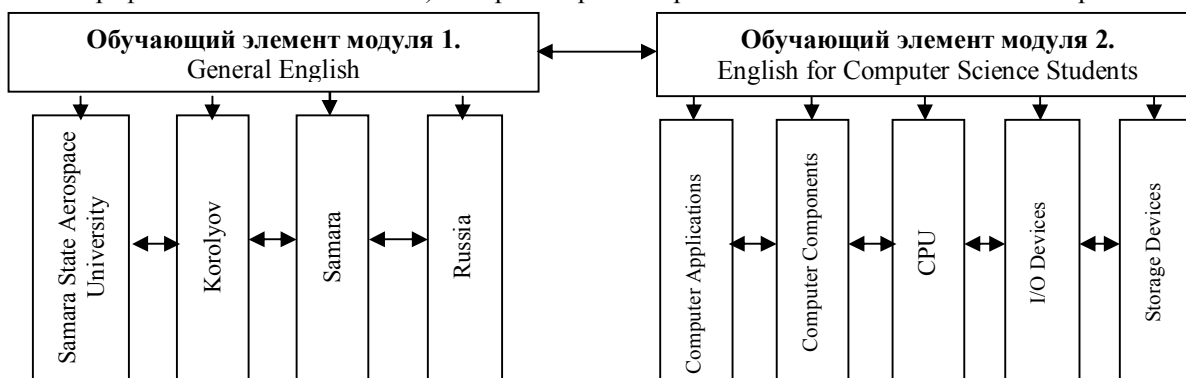 Обучающий элемент модуля 1.
General English
Обучающий элемент модуля 2.
English for Computer Science Students
Samara State Aerospace
University
Korolyov
Samara
Russia
Computer Applications
Computer Components
CPU
I/O Devices
Storage Devices